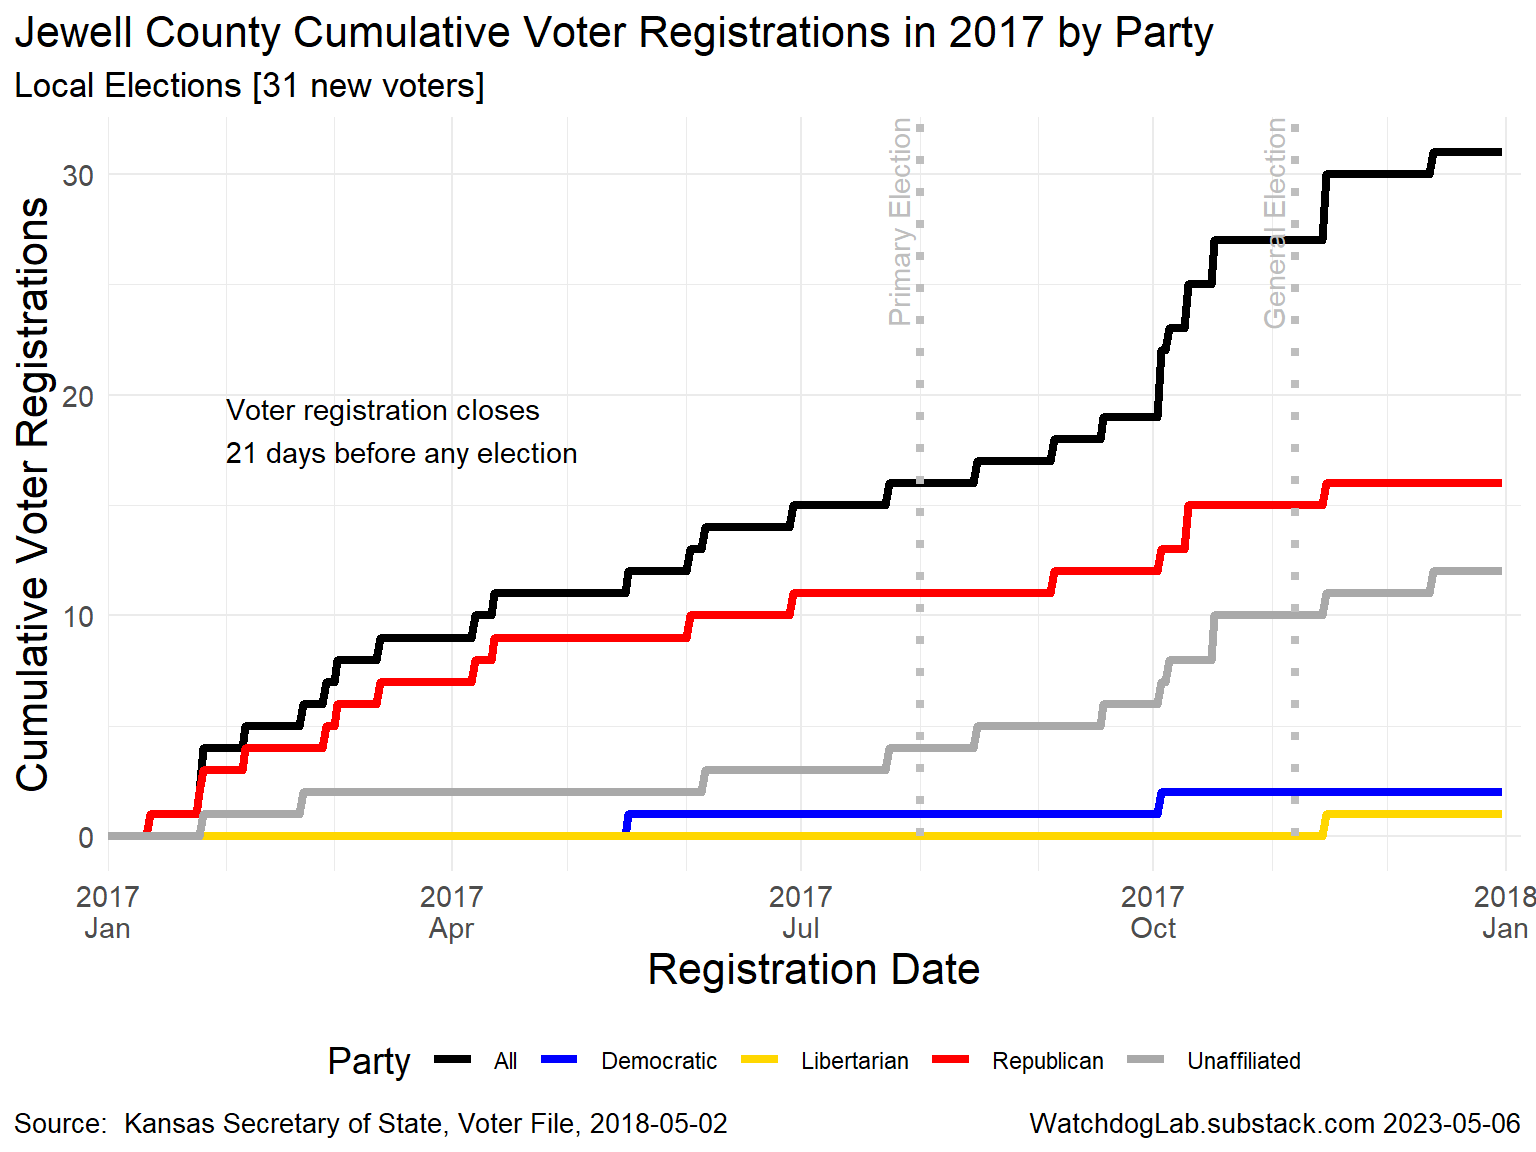 Jewell County Cumulative Voter Registrations in 2017 by Party
Local Elections [31 new voters]
Cumulative Voter Registrations
30
20
10
0
Primary Election
General Election
Voter registration closes
21 days before any election
2017
Jan
2017
Apr
2017
Jul
2017
Oct
2018
Jan
Registration Date
Party All Democratic Libertarian Republican Unaffiliated
Source:  Kansas Secretary of State, Voter File, 2018-05-02
WatchdogLab.substack.com 2023-05-06